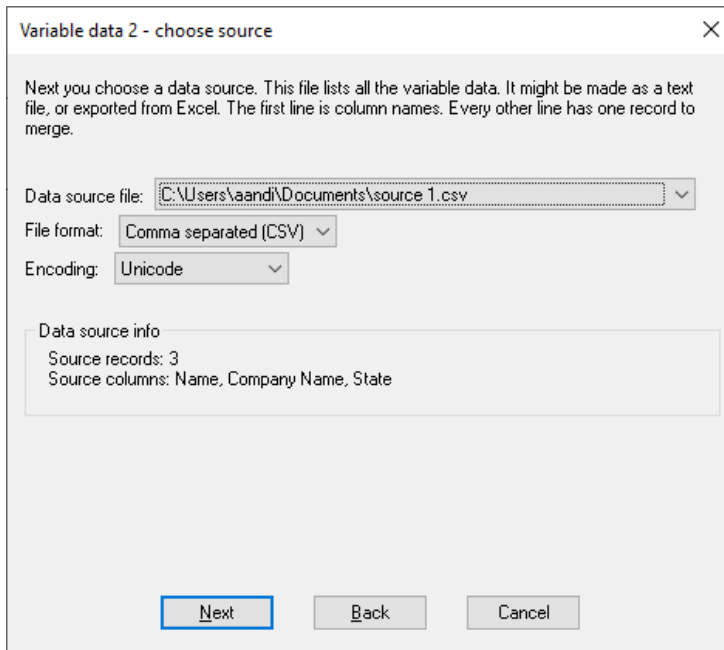 Variable data 2 - choose source
Next you choose a data source. This file lists all the variable data. It might be made as a text
file, or exported from Excel. The first line is column names. Every other line has one record to
merge.
Data source file: C:\Users\aandi\Documents\source 1.csv
File format: Comma separated (CSV)
Encoding: Unicode
Data source info
Source records: 3
Source columns: Name, Company Name, State
Next Back Cancel